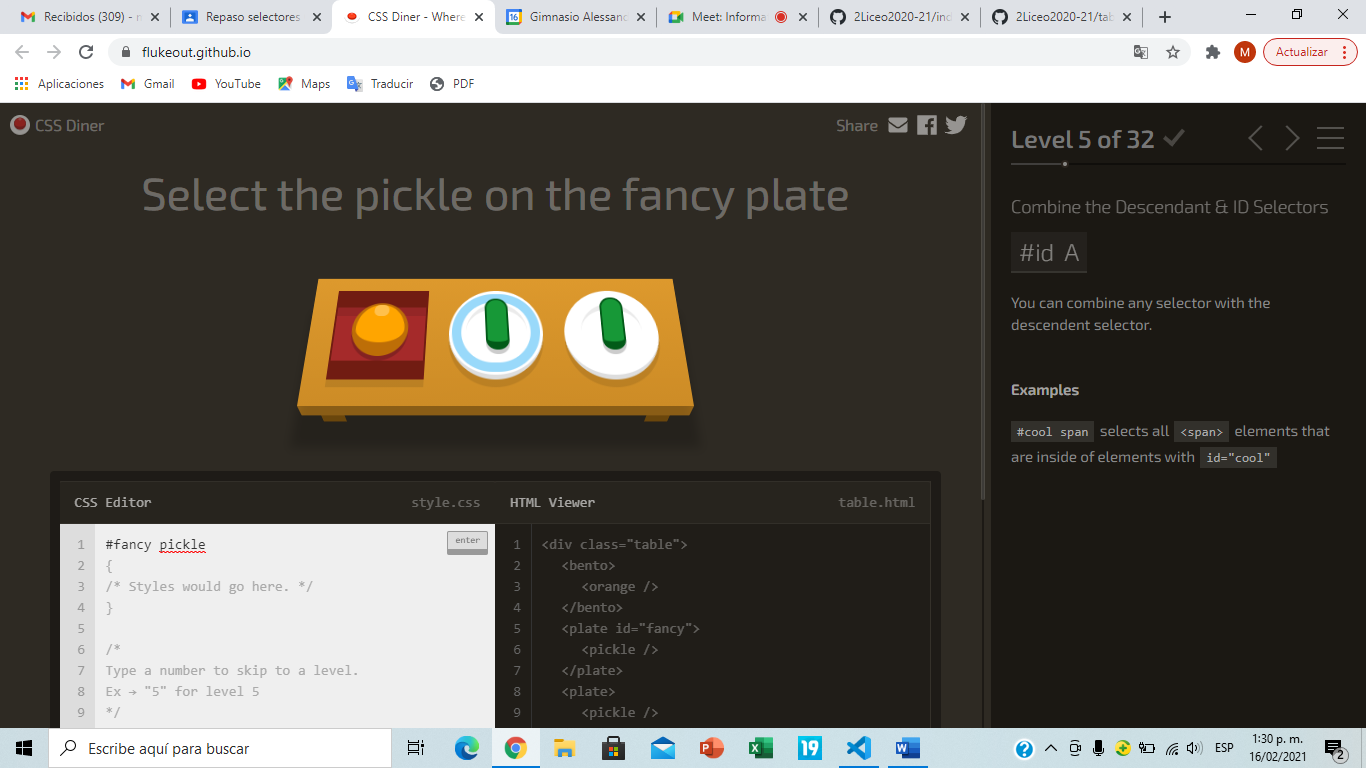 Recibidos (309) - n
Repaso selectores
CSS Diner - Where
16
Gimnasio Alessand
Meet: Informa
2Liceo2020-21/ind
2Liceo2020-21/tab
flukeout.github.io
M
Actualizar
Aplicaciones
Gmail
YouTube
Maps
Traducir
PDF
CSS Diner
Share
Select the pickle on the fancy plate
CSS Editor
style.css
HTML Viewer
table.html
enter
1 #fancy pickle
2 {
3 /* Styles would go here. */
4 }
5
6 /*
7 Type a number to skip to a level.
8 Ex → "5" for level 5
9 */
1 <div class="table">
2 <bento>
3 <orange />
4 </bento>
5 <plate id="fancy">
6 <pickle />
7 </plate>
8 <plate>
9 <pickle />
Level 5 of 32
Combine the Descendant & ID Selectors
#id A
You can combine any selector with the
descendent selector.
Examples
#cool span selects all <span> elements that
are inside of elements with id="cool"
Escribe aquí para buscar
19
ESP
1:30 p. m.
16/02/2021
2